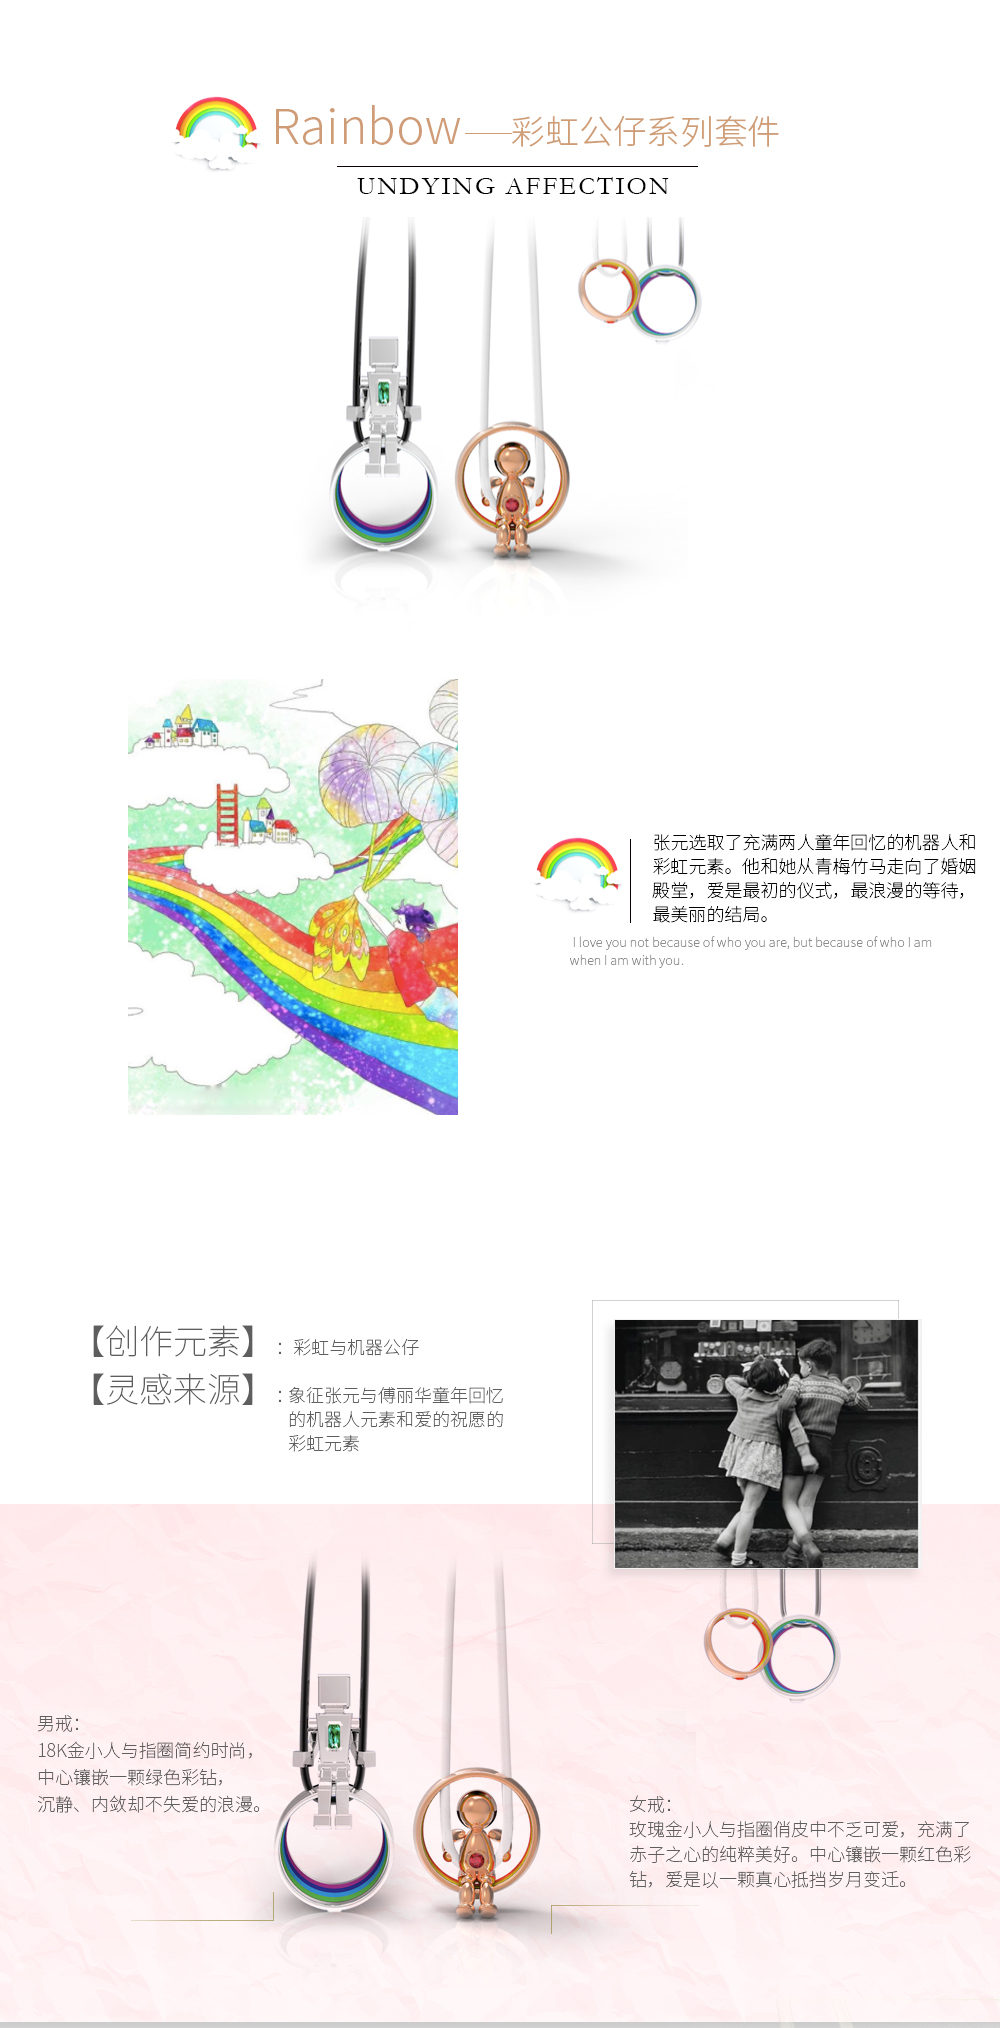 Rainbow——彩虹公仔系列套件
UNDYING AFFECTION
张元选取了充满两人童年回忆的机器人和
彩虹元素。他和她从青梅竹马走向了婚姻
殿堂，爱是最初的仪式，最浪漫的等待，
最美丽的结局。
I love you not because of who you are, but because of who I am
when I am with you.
【创作元素】：彩虹与机器公仔
【灵感来源】：象征张元与傅丽华童年回忆
的机器人元素和爱的祝愿的
彩虹元素
男戒：
18K金小人与指圈简约时尚，
中心镶嵌一颗绿色彩钻，
沉静、内敛却不失爱的浪漫。
女戒：
玫瑰金小人与指圈俏皮中不乏可爱，充满了
赤子之心的纯粹美好。中心镶嵌一颗红色彩
钻，爱是以一颗真心抵挡岁月变迁。